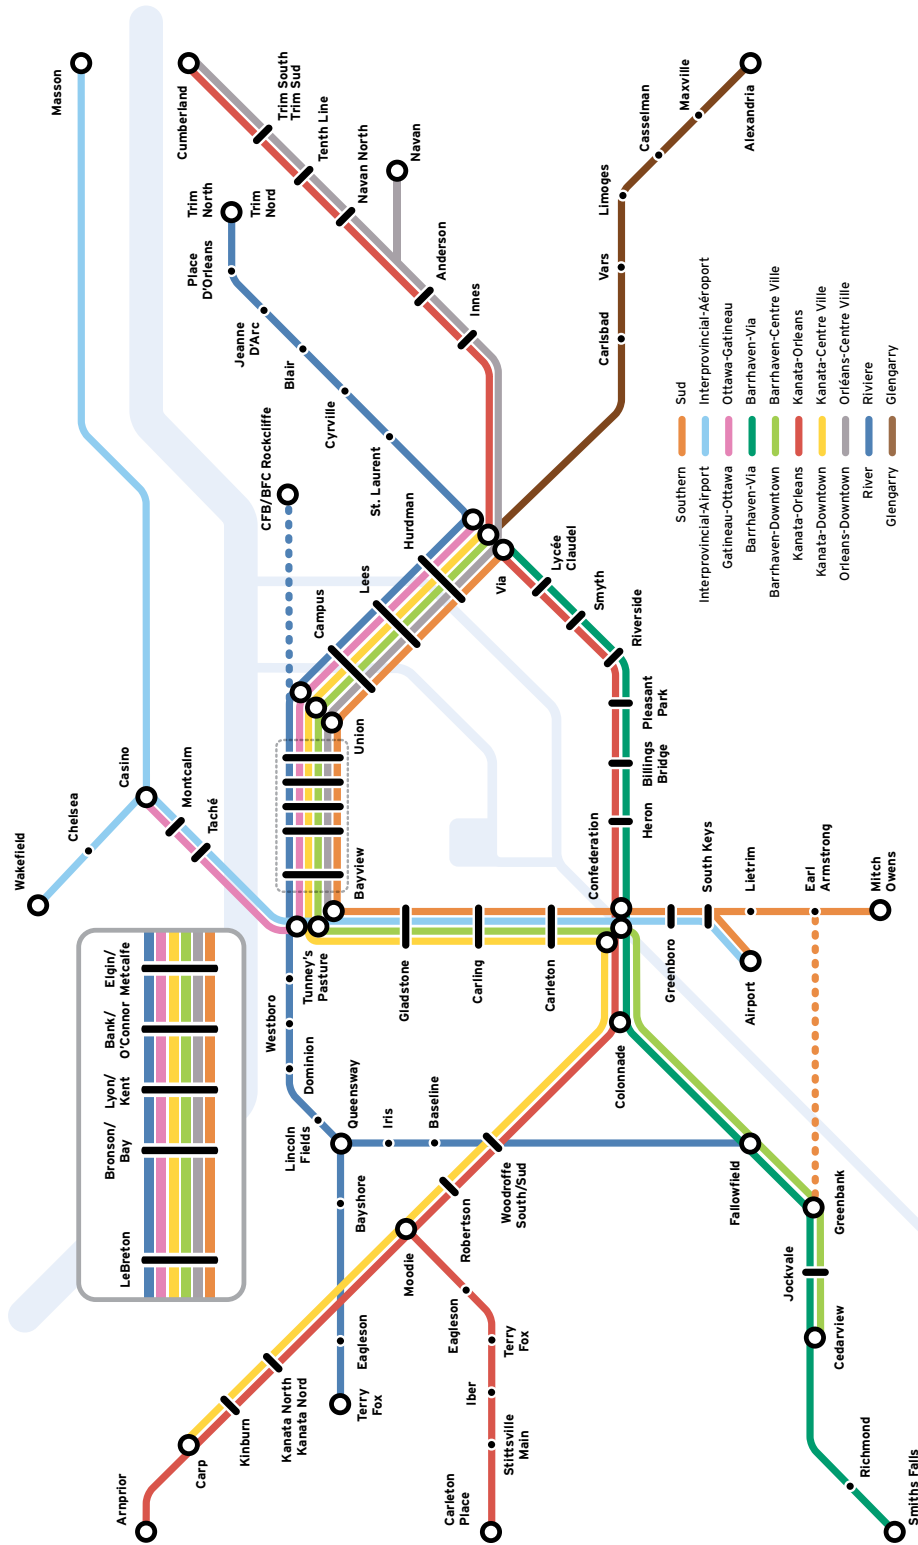 Arnprior
Carp
Kinburn
Kanata North
Kanata Nord
Terry
Fox
Eagleson
Bayshore
Queensway
Lincoln
Fields
Dominion
Westboro
Tunney's
Pasture
Iris
Baseline
Carleton
Place
Stittsville
Main
Iber
Terry
Fox
Eagleson
Moodie
Robertson
Woodroffe
South/Sud
Smiths Falls
Richmond
Cedarview
Jockvale
Greenbank
Fallowfield
Colonnade
LeBreton
Bronson/
Bay
Lyon/
Kent
Bank/
O'Connor
Elgin/
Metcalfe
Wakefield
Chelsea
Casino
Montcalm
Taché
Masson
Bayview
Union
Gladstone
Carling
Carleton
Confederation
Greenboro
South Keys
Airport
Lietrim
Earl
Armstrong
Mitch
Owens
Heron
Billings
Bridge
Pleasant
Park
Riverside
Smyth
Lycée
Claudel
Via
Campus
Lees
Hurdman
CFB/BFC Rockcliffe
St. Laurent
Cyrville
Blair
Jeanne
D'Arc
Place
D'Orleans
Trim
North
Trim
Nord
Cumberland
Trim South
Trim Sud
Tenth Line
Navan North
Navan
Anderson
Innes
Carlsbad
Vars
Limoges
Casselman
Maxville
Alexandria
Southern Sud
Interprovincial-Airport Interprovincial-Aéroport
Gatineau-Ottawa Ottawa-Gatineau
Barrhaven-Via Barrhaven-Via
Barrhaven-Downtown Barrhaven-Centre Ville
Kanata-Orleans Kanata-Orleans
Kanata-Downtown Kanata-Centre Ville
Orleans-Downtown Orléans-Centre Ville
River Riviere
Glengarry Glengarry